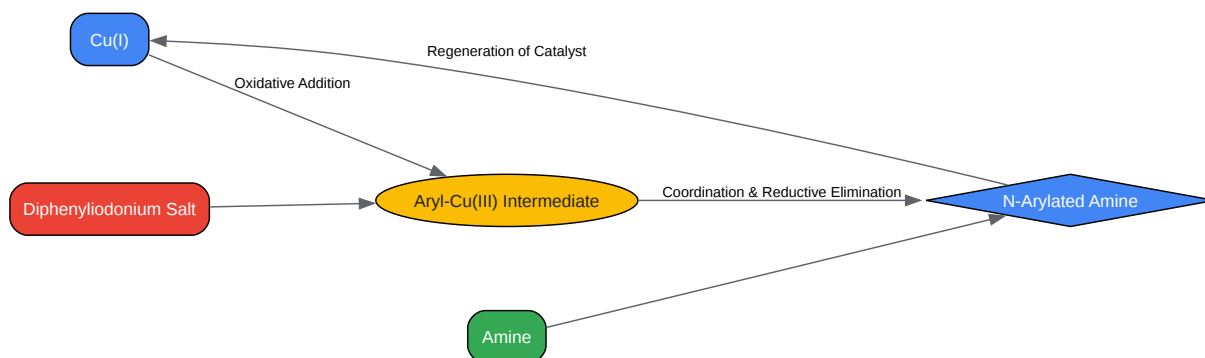 Cu(I)
Regeneration of Catalyst
Oxidative Addition
Diphenyliodonium Salt
Aryl-Cu(III) Intermediate
Coordination & Reductive Elimination
N-Arylated Amine
Amine